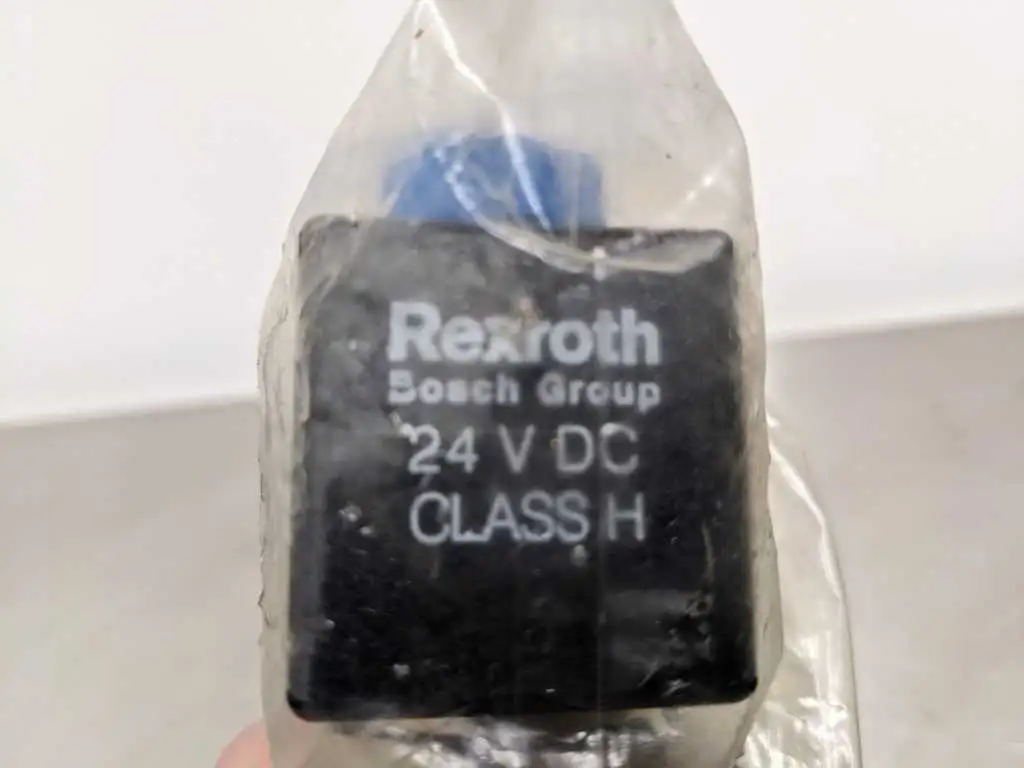 Rexroth
Bosch Group
24 V DC
CLASS H